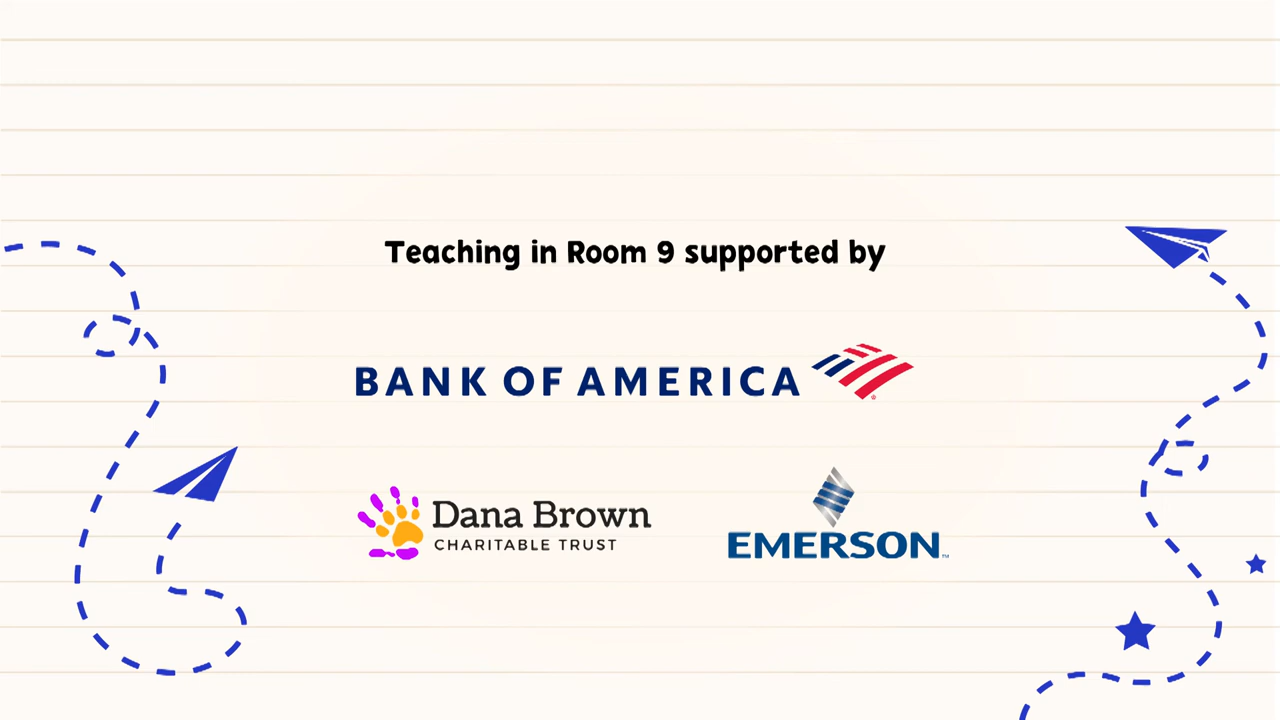 Teaching in Room 9 supported by
BANK OF AMERICA
Dana Brown
CHARITABLE TRUST
EMERSON